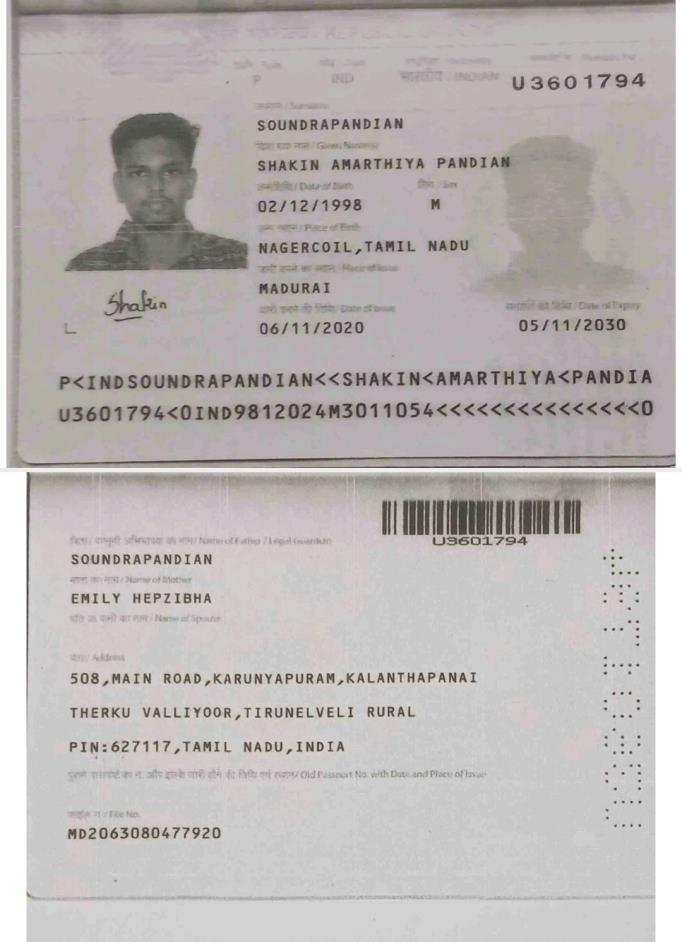 REPUBLIC
P IND भारतीय / INDIAN U3601794
उपनाम / Surname
SOUNDRAPANDIAN
दिया गया नाम / Given Name(s)
SHAKIN AMARTHIYA PANDIAN
जन्मतिथि / Date of Birth लिंग / Sex
02/12/1998 M
जन्म स्थान / Place of Birth
NAGERCOIL,TAMIL NADU
जारी करने का स्थान / Place of Issue
MADURAI
जारी करने की तिथि / Date of Issue समाप्ति की तिथि / Date of Expiry
06/11/2020 05/11/2030
Shakin
P<INDSOUNDRAPANDIAN<<SHAKIN<AMARTHIYA<PANDIA
U3601794<0IND9812024M3011054<<<<<<<<<<<<<<<0
U3601794
पिता / कानूनी अभिभावक का नाम / Name of Father / Legal Guardian
SOUNDRAPANDIAN
माता का नाम / Name of Mother
EMILY HEPZIBHA
पति या पत्नी का नाम / Name of Spouse
पता / Address
508,MAIN ROAD,KARUNYAPURAM,KALANTHAPANAI
THERKU VALLIYOOR,TIRUNELVELI RURAL
PIN:627117,TAMIL NADU,INDIA
पुराने पासपोर्ट का नं. और इसके जारी होने की तिथि एवं स्थान / Old Passport No. with Date and Place of Issue
फाईल नं / File No.
MD2063080477920